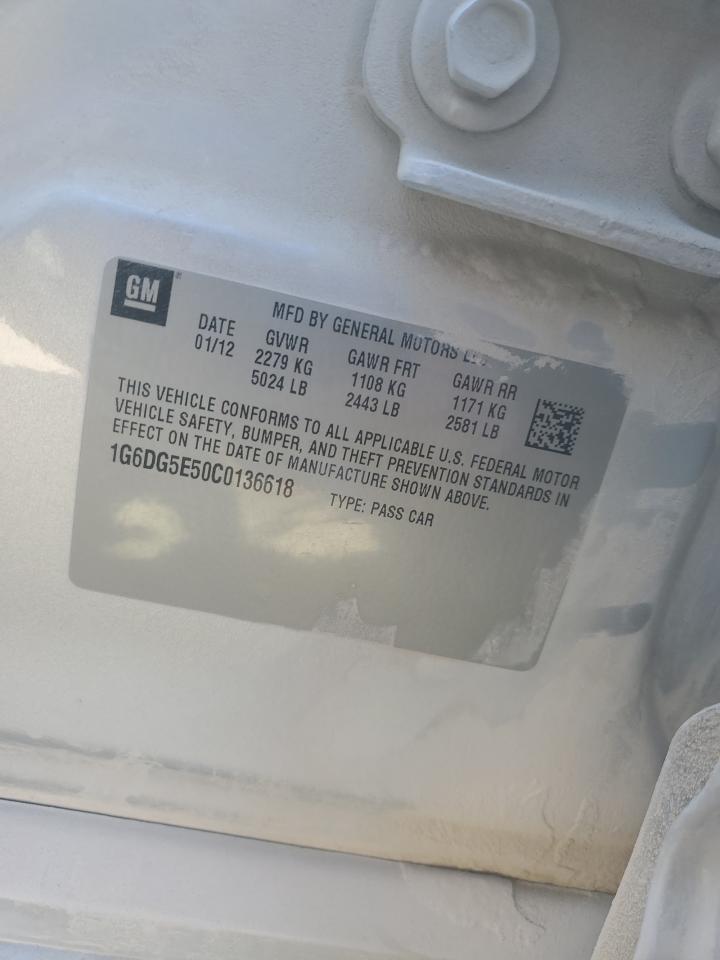 GM
MFD BY GENERAL MOTORS LLC
DATE GVWR GAWR FRT GAWR RR
01/12 2279 KG 1108 KG 1171 KG
5024 LB 2443 LB 2581 LB
THIS VEHICLE CONFORMS TO ALL APPLICABLE U.S. FEDERAL MOTOR
VEHICLE SAFETY, BUMPER, AND THEFT PREVENTION STANDARDS IN
EFFECT ON THE DATE OF MANUFACTURE SHOWN ABOVE.
1G6DG5E50C0136618 TYPE: PASS CAR